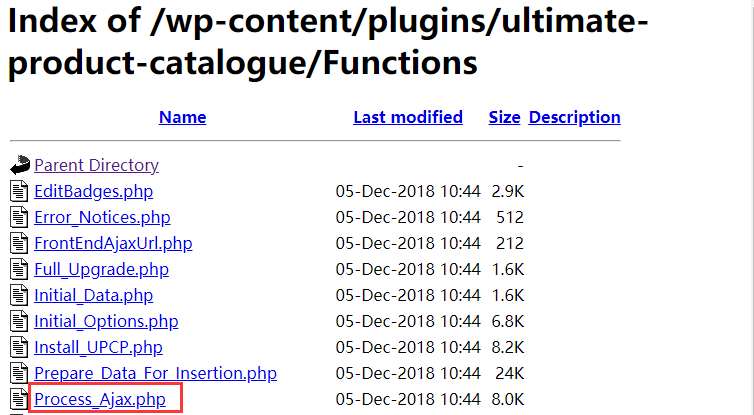 Index of /wp-content/plugins/ultimate-
product-catalogue/Functions
Name Last modified Size Description
Parent Directory -
EditBadges.php 05-Dec-2018 10:44 2.9K
Error_Notices.php 05-Dec-2018 10:44 512
FrontEndAjaxUrl.php 05-Dec-2018 10:44 212
Full_Upgrade.php 05-Dec-2018 10:44 1.6K
Initial_Data.php 05-Dec-2018 10:44 1.6K
Initial_Options.php 05-Dec-2018 10:44 6.8K
Install_UPCP.php 05-Dec-2018 10:44 8.2K
Prepare_Data_For_Insertion.php 05-Dec-2018 10:44 24K
Process_Ajax.php 05-Dec-2018 10:44 8.0K